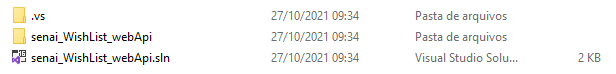 .vs 27/10/2021 09:34 Pasta de arquivos
senai_WishList_webApi 27/10/2021 09:34 Pasta de arquivos
senai_WishList_webApi.sln 27/10/2021 09:34 Visual Studio Solu... 2 KB